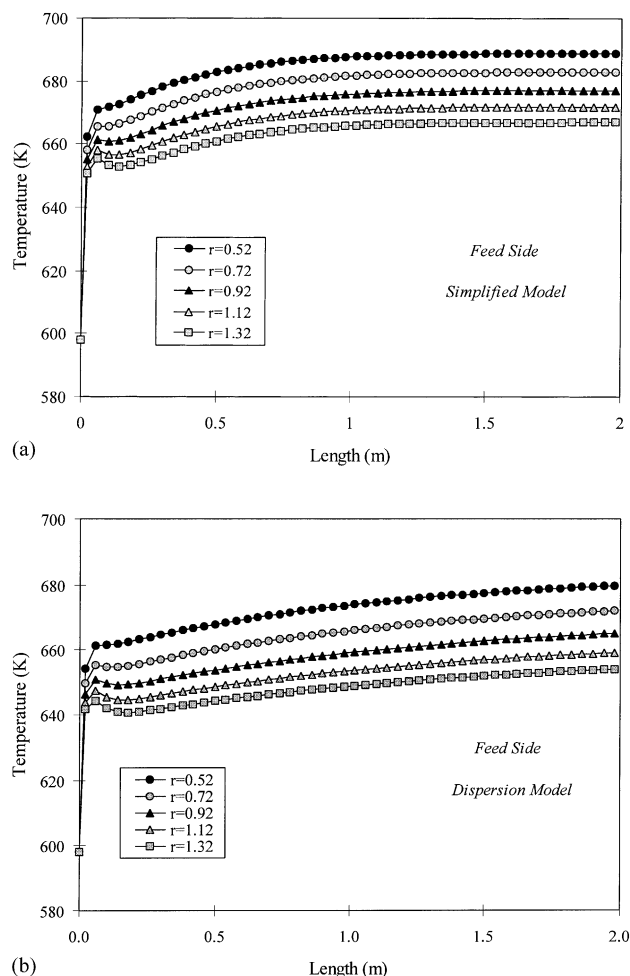 700
680
660
640
620
600
580
Temperature (K)
r=0.52
r=0.72
r=0.92
r=1.12
r=1.32
Feed Side
Simplified Model
0
0.5
1
1.5
2
(a)
Length (m)
700
680
660
640
620
600
580
Temperature (K)
Feed Side
Dispersion Model
r=0.52
r=0.72
r=0.92
r=1.12
r=1.32
0.0
0.5
1.0
1.5
2.0
(b)
Length (m)